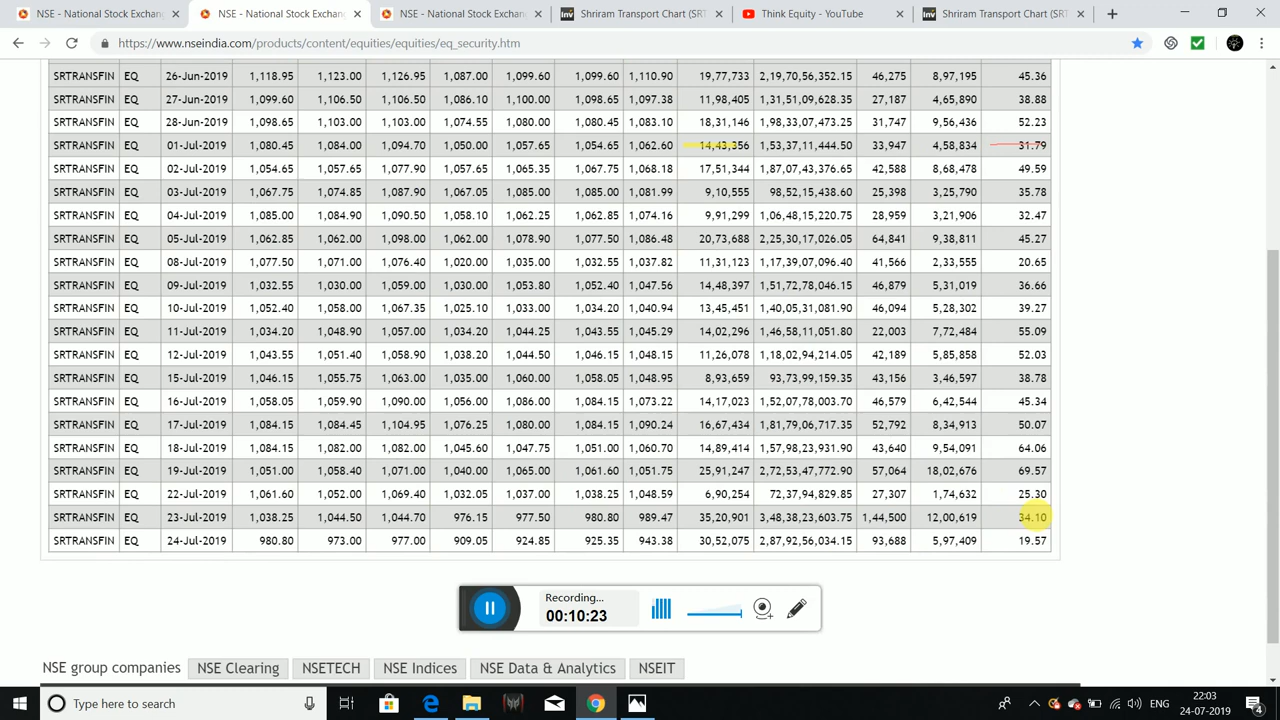 NSE - National Stock Exchan
NSE - National Stock Exchan
NSE - National Stock Exchan
Shriram Transport Chart (SRT
Think Equity - YouTube
Shriram Transport Chart (SRT
https://www.nseindia.com/products/content/equities/equities/eq_security.htm
SRTRANSFIN EQ 26-Jun-2019 1,118.95 1,123.00 1,126.95 1,087.00 1,099.60 1,099.60 1,110.90 19,77,733 2,19,70,56,352.15 46,275 8,97,195 45.36
SRTRANSFIN EQ 27-Jun-2019 1,099.60 1,106.50 1,106.50 1,086.10 1,100.00 1,098.65 1,097.38 11,98,405 1,31,51,09,628.35 27,187 4,65,890 38.88
SRTRANSFIN EQ 28-Jun-2019 1,098.65 1,103.00 1,103.00 1,074.55 1,080.00 1,080.45 1,083.10 18,31,146 1,98,33,07,473.25 31,747 9,56,436 52.23
SRTRANSFIN EQ 01-Jul-2019 1,080.45 1,084.00 1,094.70 1,050.00 1,057.65 1,054.65 1,062.60 14,43,356 1,53,37,11,444.50 33,947 4,58,834 31.79
SRTRANSFIN EQ 02-Jul-2019 1,054.65 1,057.65 1,077.90 1,057.65 1,065.35 1,067.75 1,068.18 17,51,344 1,87,07,43,376.65 42,588 8,68,478 49.59
SRTRANSFIN EQ 03-Jul-2019 1,067.75 1,074.85 1,087.90 1,067.05 1,085.00 1,085.00 1,081.99 9,10,555 98,52,15,438.60 25,398 3,25,790 35.78
SRTRANSFIN EQ 04-Jul-2019 1,085.00 1,084.90 1,090.50 1,058.10 1,062.25 1,062.85 1,074.16 9,91,299 1,06,48,15,220.75 28,959 3,21,906 32.47
SRTRANSFIN EQ 05-Jul-2019 1,062.85 1,062.00 1,098.00 1,062.00 1,078.90 1,077.50 1,086.48 20,73,688 2,25,30,17,026.05 64,841 9,38,811 45.27
SRTRANSFIN EQ 08-Jul-2019 1,077.50 1,071.00 1,076.40 1,020.00 1,035.00 1,032.55 1,037.82 11,31,123 1,17,39,07,096.40 41,566 2,33,555 20.65
SRTRANSFIN EQ 09-Jul-2019 1,032.55 1,030.00 1,059.00 1,030.00 1,053.80 1,052.40 1,047.56 14,48,397 1,51,72,78,046.15 46,879 5,31,019 36.66
SRTRANSFIN EQ 10-Jul-2019 1,052.40 1,058.00 1,067.35 1,025.10 1,033.00 1,034.20 1,040.94 13,45,451 1,40,05,31,081.90 46,094 5,28,302 39.27
SRTRANSFIN EQ 11-Jul-2019 1,034.20 1,048.90 1,057.00 1,034.20 1,044.25 1,043.55 1,045.29 14,02,296 1,46,58,11,051.80 22,003 7,72,484 55.09
SRTRANSFIN EQ 12-Jul-2019 1,043.55 1,051.40 1,058.90 1,038.20 1,044.50 1,046.15 1,048.15 11,26,078 1,18,02,94,214.05 42,189 5,85,858 52.03
SRTRANSFIN EQ 15-Jul-2019 1,046.15 1,055.75 1,063.00 1,035.00 1,060.00 1,058.05 1,048.95 8,93,659 93,73,99,159.35 43,156 3,46,597 38.78
SRTRANSFIN EQ 16-Jul-2019 1,058.05 1,059.90 1,090.00 1,056.00 1,086.00 1,084.15 1,073.22 14,17,023 1,52,07,78,003.70 46,579 6,42,544 45.34
SRTRANSFIN EQ 17-Jul-2019 1,084.15 1,084.45 1,104.95 1,076.25 1,080.00 1,084.15 1,090.24 16,67,434 1,81,79,06,717.35 52,792 8,34,913 50.07
SRTRANSFIN EQ 18-Jul-2019 1,084.15 1,082.00 1,082.00 1,045.60 1,047.75 1,051.00 1,060.70 14,89,414 1,57,98,23,931.90 43,640 9,54,091 64.06
SRTRANSFIN EQ 19-Jul-2019 1,051.00 1,058.40 1,071.00 1,040.00 1,065.00 1,061.60 1,051.75 25,91,247 2,72,53,47,772.90 57,064 18,02,676 69.57
SRTRANSFIN EQ 22-Jul-2019 1,061.60 1,052.00 1,069.40 1,032.05 1,037.00 1,038.25 1,048.59 6,90,254 72,37,94,829.85 27,307 1,74,632 25.30
SRTRANSFIN EQ 23-Jul-2019 1,038.25 1,044.50 1,044.70 976.15 977.50 980.80 989.47 35,20,901 3,48,38,23,603.75 1,44,500 12,00,619 34.10
SRTRANSFIN EQ 24-Jul-2019 980.80 973.00 977.00 909.05 924.85 925.35 943.38 30,52,075 2,87,92,56,034.15 93,688 5,97,409 19.57
Recording...
00:10:23
NSE group companies NSE Clearing NSETECH NSE Indices NSE Data & Analytics NSEIT
Type here to search
ENG
22:03
24-07-2019
4